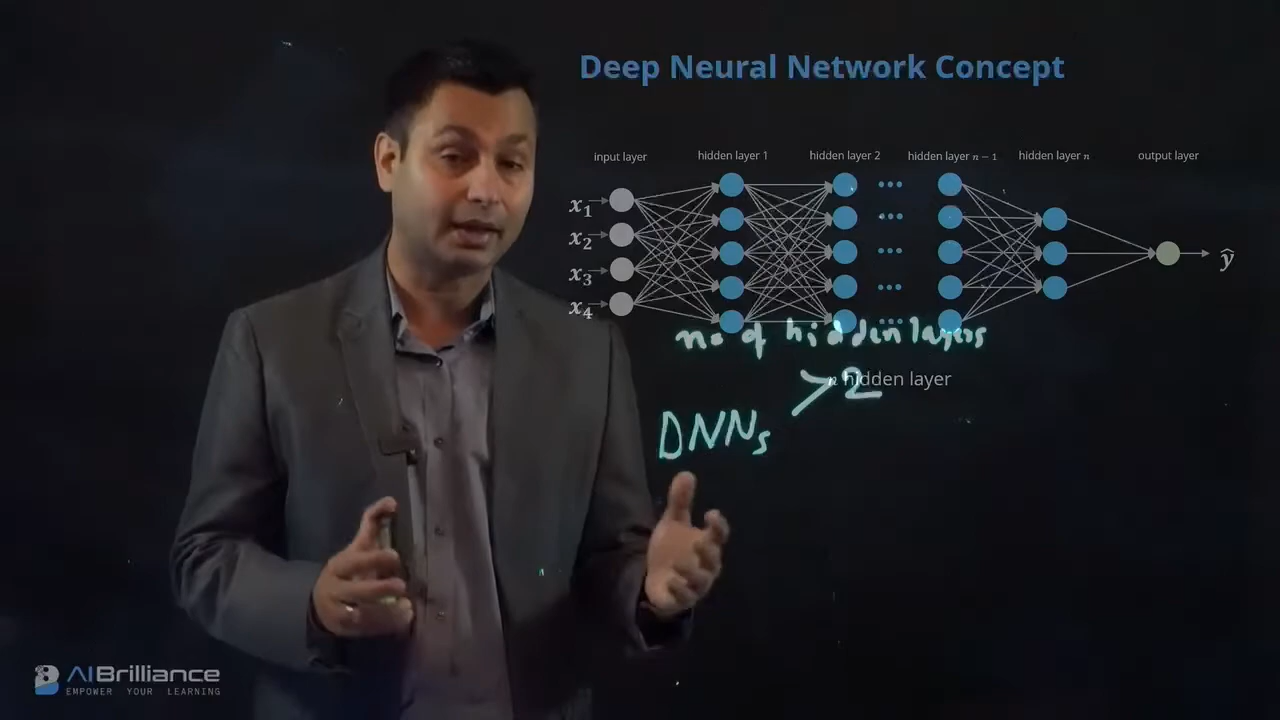 Deep Neural Network Concept
input layer hidden layer 1 hidden layer 2 hidden layer n − 1 hidden layer n output layer
x1
x2
x3
x4
ŷ
no of hidden layers
> 2
n hidden layer
DNNs
AIBrilliance
EMPOWER YOUR LEARNING